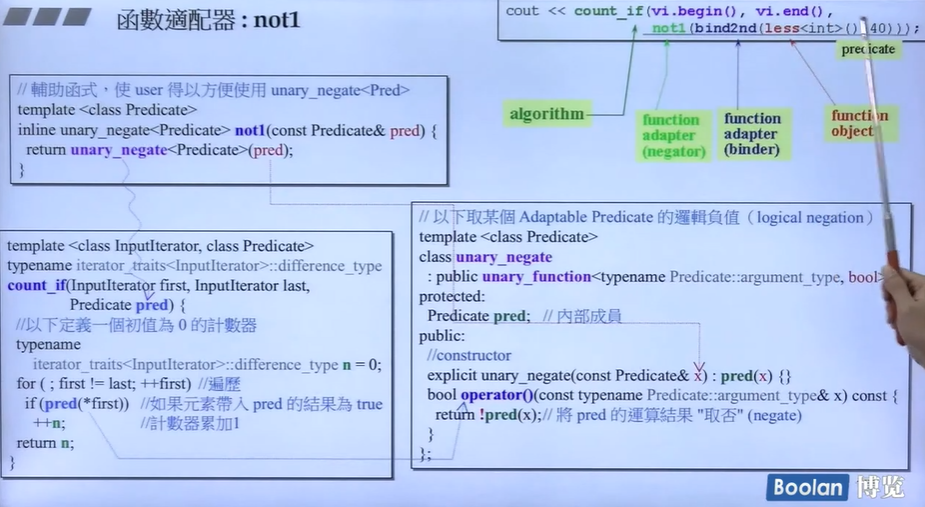 函數適配器 : not1
cout << count_if(vi.begin(), vi.end(),
not1(bind2nd(less<int>(), 40)));
predicate
algorithm
function
adapter
(negator)
function
adapter
(binder)
function
object
// 輔助函式，使 user 得以方便使用 unary_negate<Pred>
template <class Predicate>
inline unary_negate<Predicate> not1(const Predicate& pred) {
return unary_negate<Predicate>(pred);
}
template <class InputIterator, class Predicate>
typename iterator_traits<InputIterator>::difference_type
count_if(InputIterator first, InputIterator last,
Predicate pred) {
//以下定義一個初值為 0 的計數器
typename
iterator_traits<InputIterator>::difference_type n = 0;
for ( ; first != last; ++first) //遍歷
if (pred(*first)) //如果元素帶入 pred 的結果為 true
++n; //計數器累加1
return n;
}
// 以下取某個 Adaptable Predicate 的邏輯負值（logical negation）
template <class Predicate>
class unary_negate
: public unary_function<typename Predicate::argument_type, bool>
protected:
Predicate pred; // 內部成員
public:
//constructor
explicit unary_negate(const Predicate& x) : pred(x) {}
bool operator()(const typename Predicate::argument_type& x) const {
return !pred(x);// 將 pred 的運算結果 "取否" (negate)
}
};
Boolan 博览